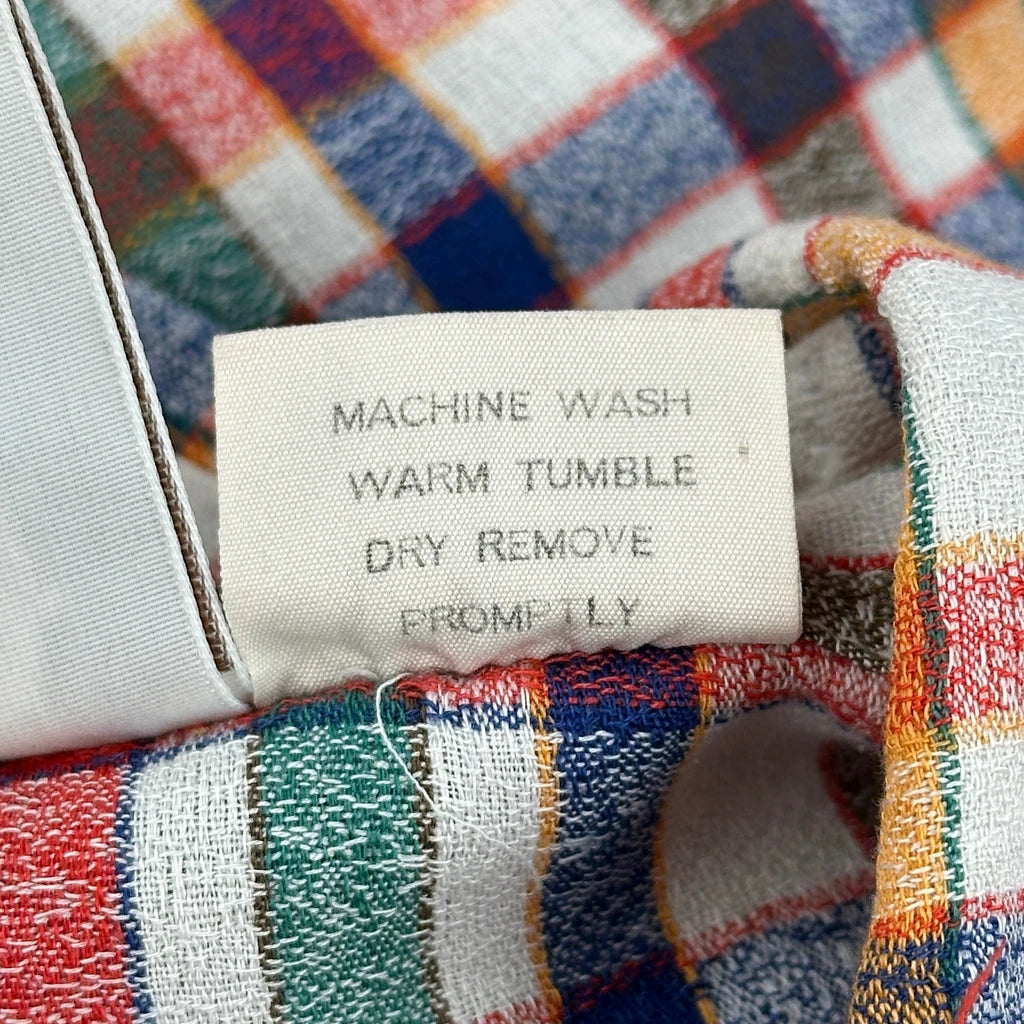 MACHINE WASH
WARM TUMBLE
DRY REMOVE
PROMPTLY